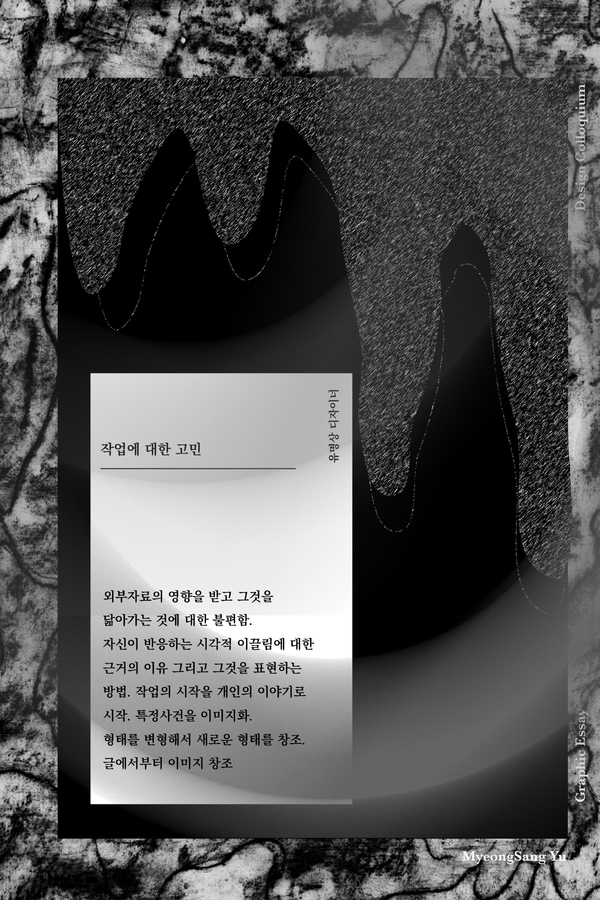 Design Colloquium
유명상 디자이너
작업에 대한 고민
외부자료의 영향을 받고 그것을
닮아가는 것에 대한 불편함.
자신이 반응하는 시각적 이끌림에 대한
근거의 이유 그리고 그것을 표현하는
방법. 작업의 시작을 개인의 이야기로
시작. 특정사건을 이미지화.
형태를 변형해서 새로운 형태를 창조.
글에서부터 이미지 창조
Graphic Essay
MyeongSang Yu